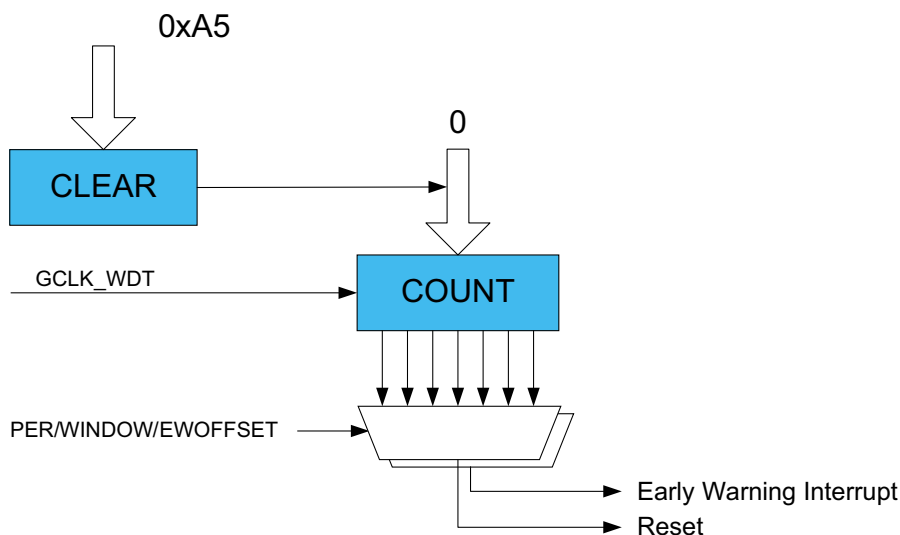 0xA5
0
CLEAR
GCLK_WDT
COUNT
PER/WINDOW/EWOFFSET
Early Warning Interrupt
Reset